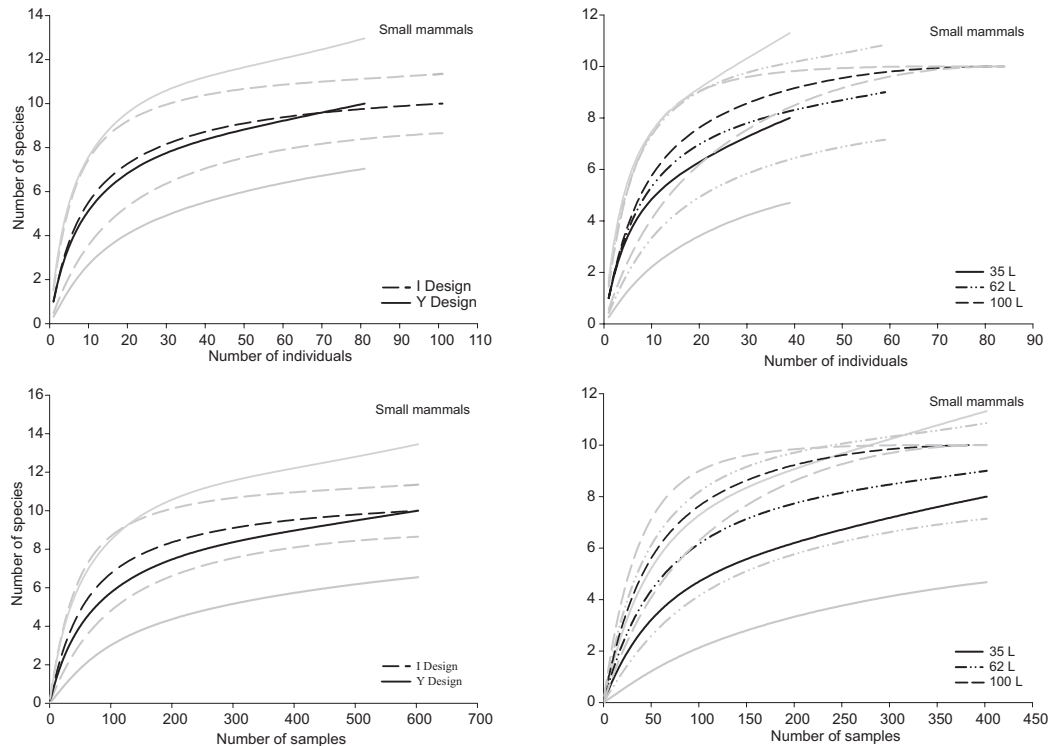 14
12
10
8
6
4
2
0
Number of species
Small mammals
I Design
Y Design
0 10 20 30 40 50 60 70 80 90 100 110
Number of individuals
12
10
8
6
4
2
0
Small mammals
35 L
62 L
100 L
0 10 20 30 40 50 60 70 80 90
Number of individuals
16
14
12
10
8
6
4
2
0
Number of species
Small mammals
I Design
Y Design
0 100 200 300 400 500 600 700
Number of samples
12
10
8
6
4
2
0
Small mammals
35 L
62 L
100 L
0 50 100 150 200 250 300 350 400 450
Number of samples